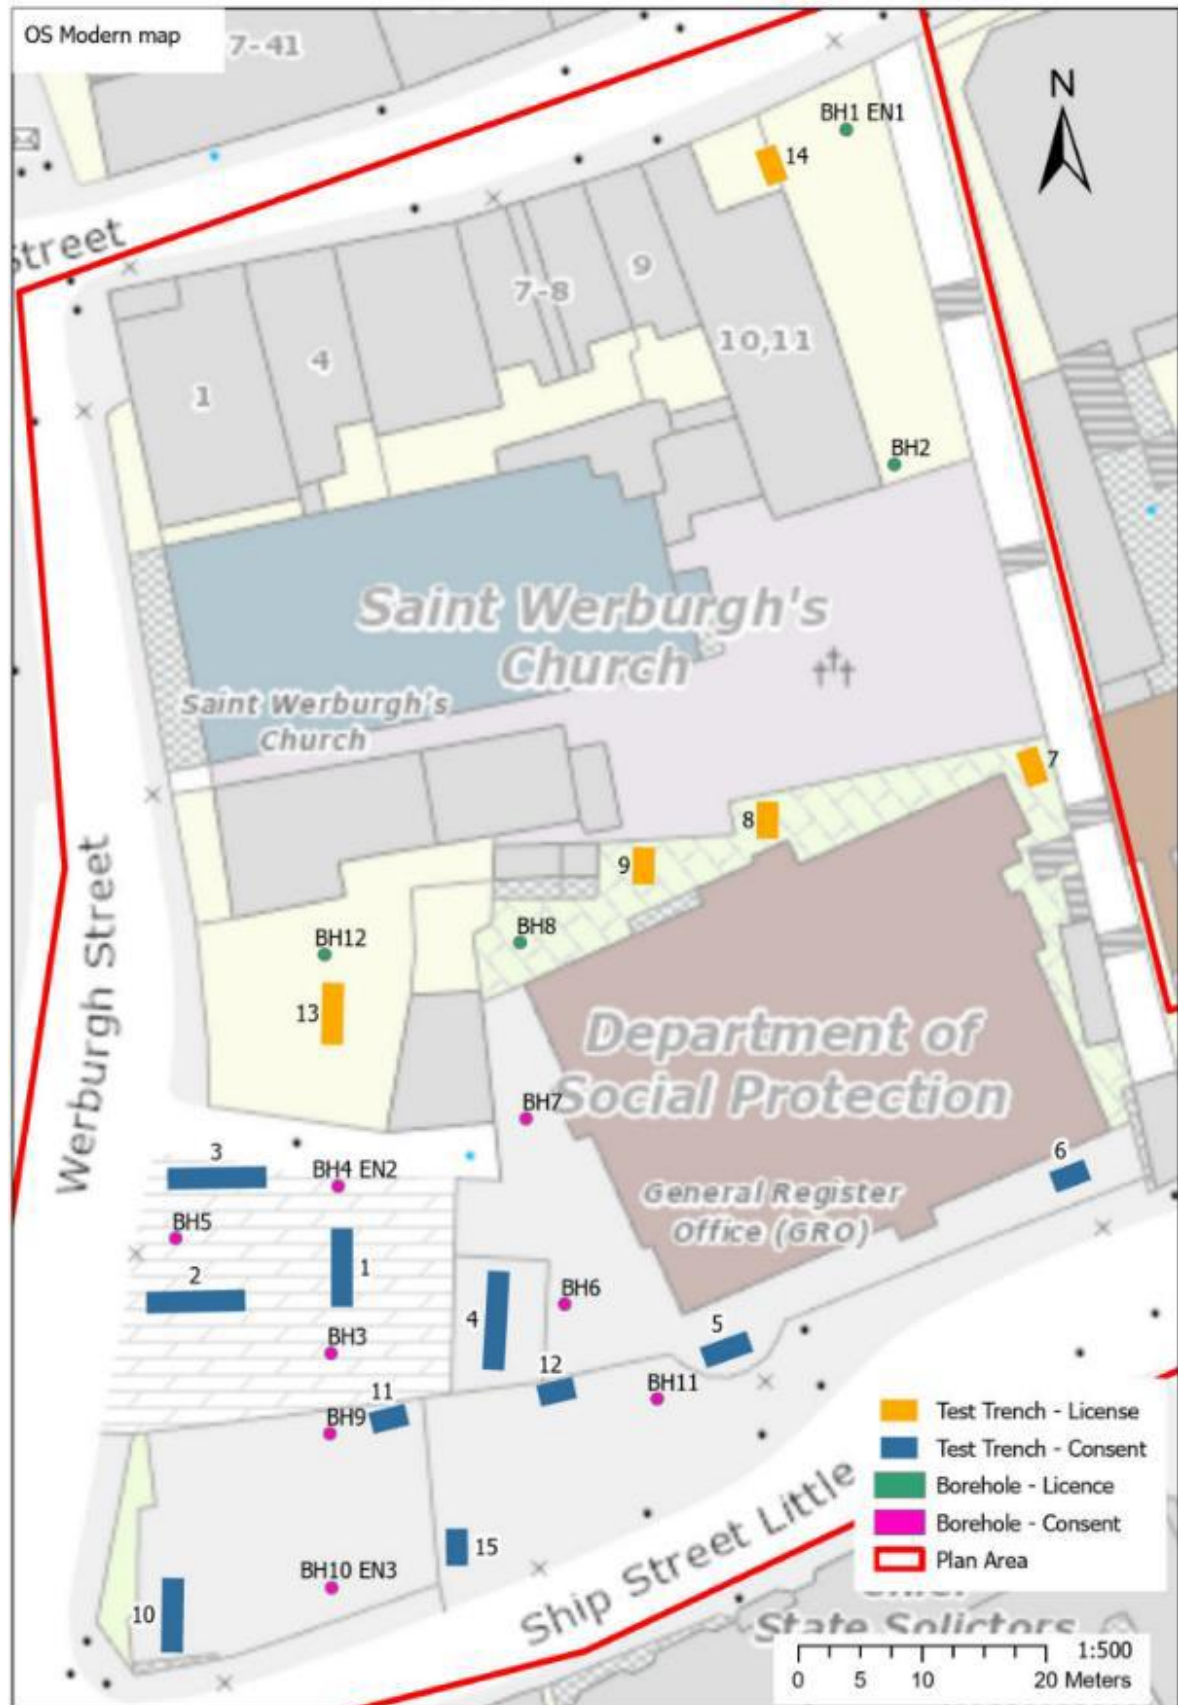 OS Modern map
7-41
BH1 EN1
N
14
Street
9
7-8
4
10,11
1
BH2
Saint Werburgh's
Church
Saint Werburgh's
Church
7
8
9
BH12
BH8
13
Department of
Social Protection
Werburgh Street
BH7
3
BH4 EN2
6
General Register
Office (GRO)
BH5
2
1
BH6
4
5
BH3
12
11
BH11
BH9
Test Trench - License
Test Trench - Consent
Borehole - Licence
Borehole - Consent
Plan Area
15
Ship Street Little
BH10 EN3
10
State Solictors
1:500
0 5 10 20 Meters